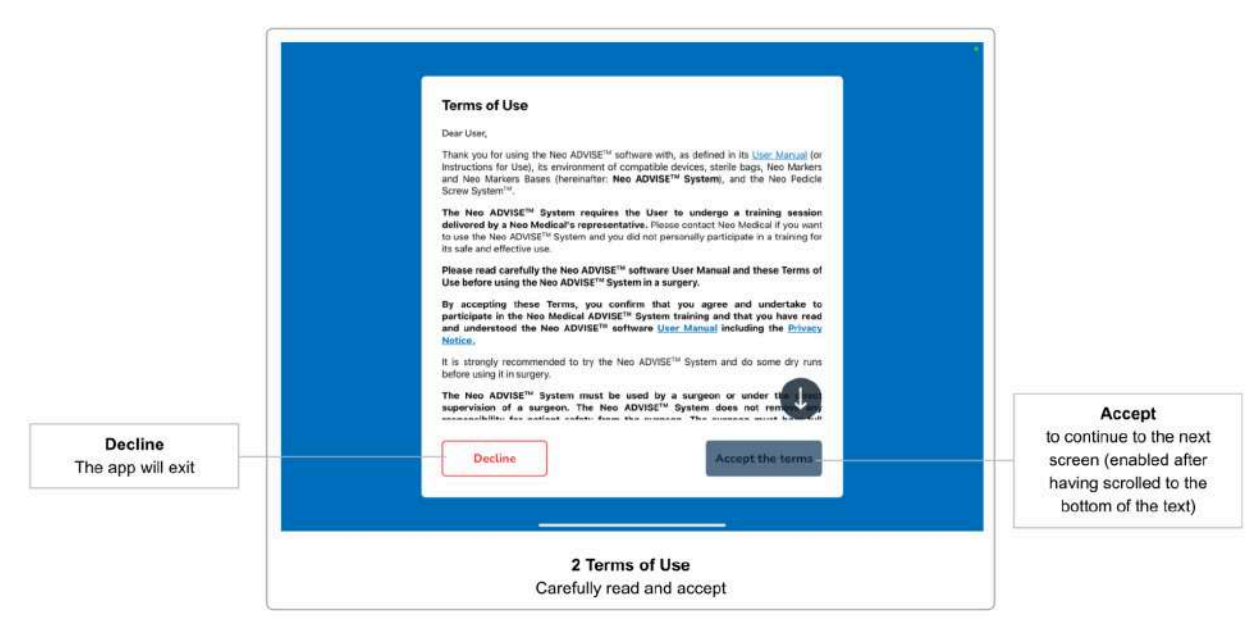 Terms of Use
Dear User,
Thank you for using the Neo ADVISE™ software with, as defined in its User Manual (or
Instructions for Use), its environment of compatible devices, sterile bags, Neo Markers
and Neo Markers Bases (hereinafter: Neo ADVISE™ System), and the Neo Pedicle
Screw System™.
The Neo ADVISE™ System requires the User to undergo a training session
delivered by a Neo Medical's representative. Please contact Neo Medical if you want
to use the Neo ADVISE™ System and you did not personally participate in a training for
its safe and effective use.
Please read carefully the Neo ADVISE™ software User Manual and these Terms of
Use before using the Neo ADVISE™ System in a surgery.
By accepting these Terms, you confirm that you agree and undertake to
participate in the Neo Medical ADVISE™ System training and that you have read
and understood the Neo ADVISE™ software User Manual including the Privacy
Notice.
It is strongly recommended to try the Neo ADVISE™ System and do some dry runs
before using it in surgery.
The Neo ADVISE™ System must be used by a surgeon or under
supervision of a surgeon. The Neo ADVISE™ System does not
Decline
The app will exit
Decline
Accept the terms
Accept
to continue to the next
screen (enabled after
having scrolled to the
bottom of the text)
2 Terms of Use
Carefully read and accept